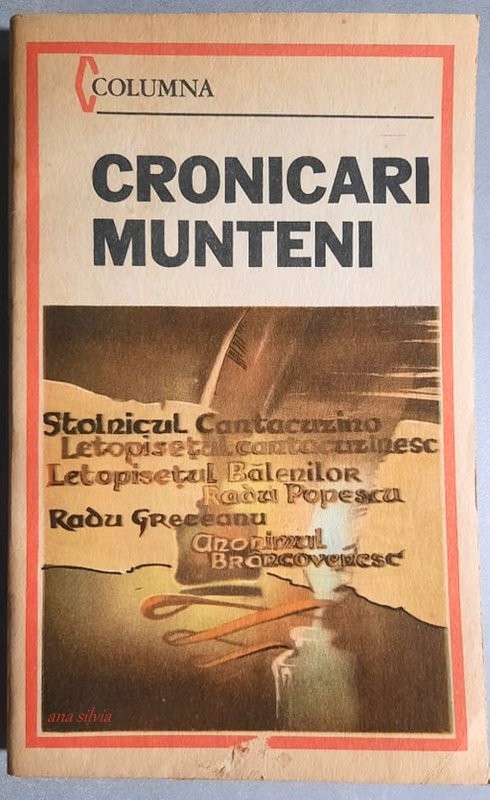 COLUMNA
CRONICARI
MUNTENI
Stolnicul Cantacuzino
Letopisețul cantacuzinesc
Letopisețul Bălenilor
Radu Popescu
Radu Greceanu
Anonimul
Brâncovenesc
ana silvia